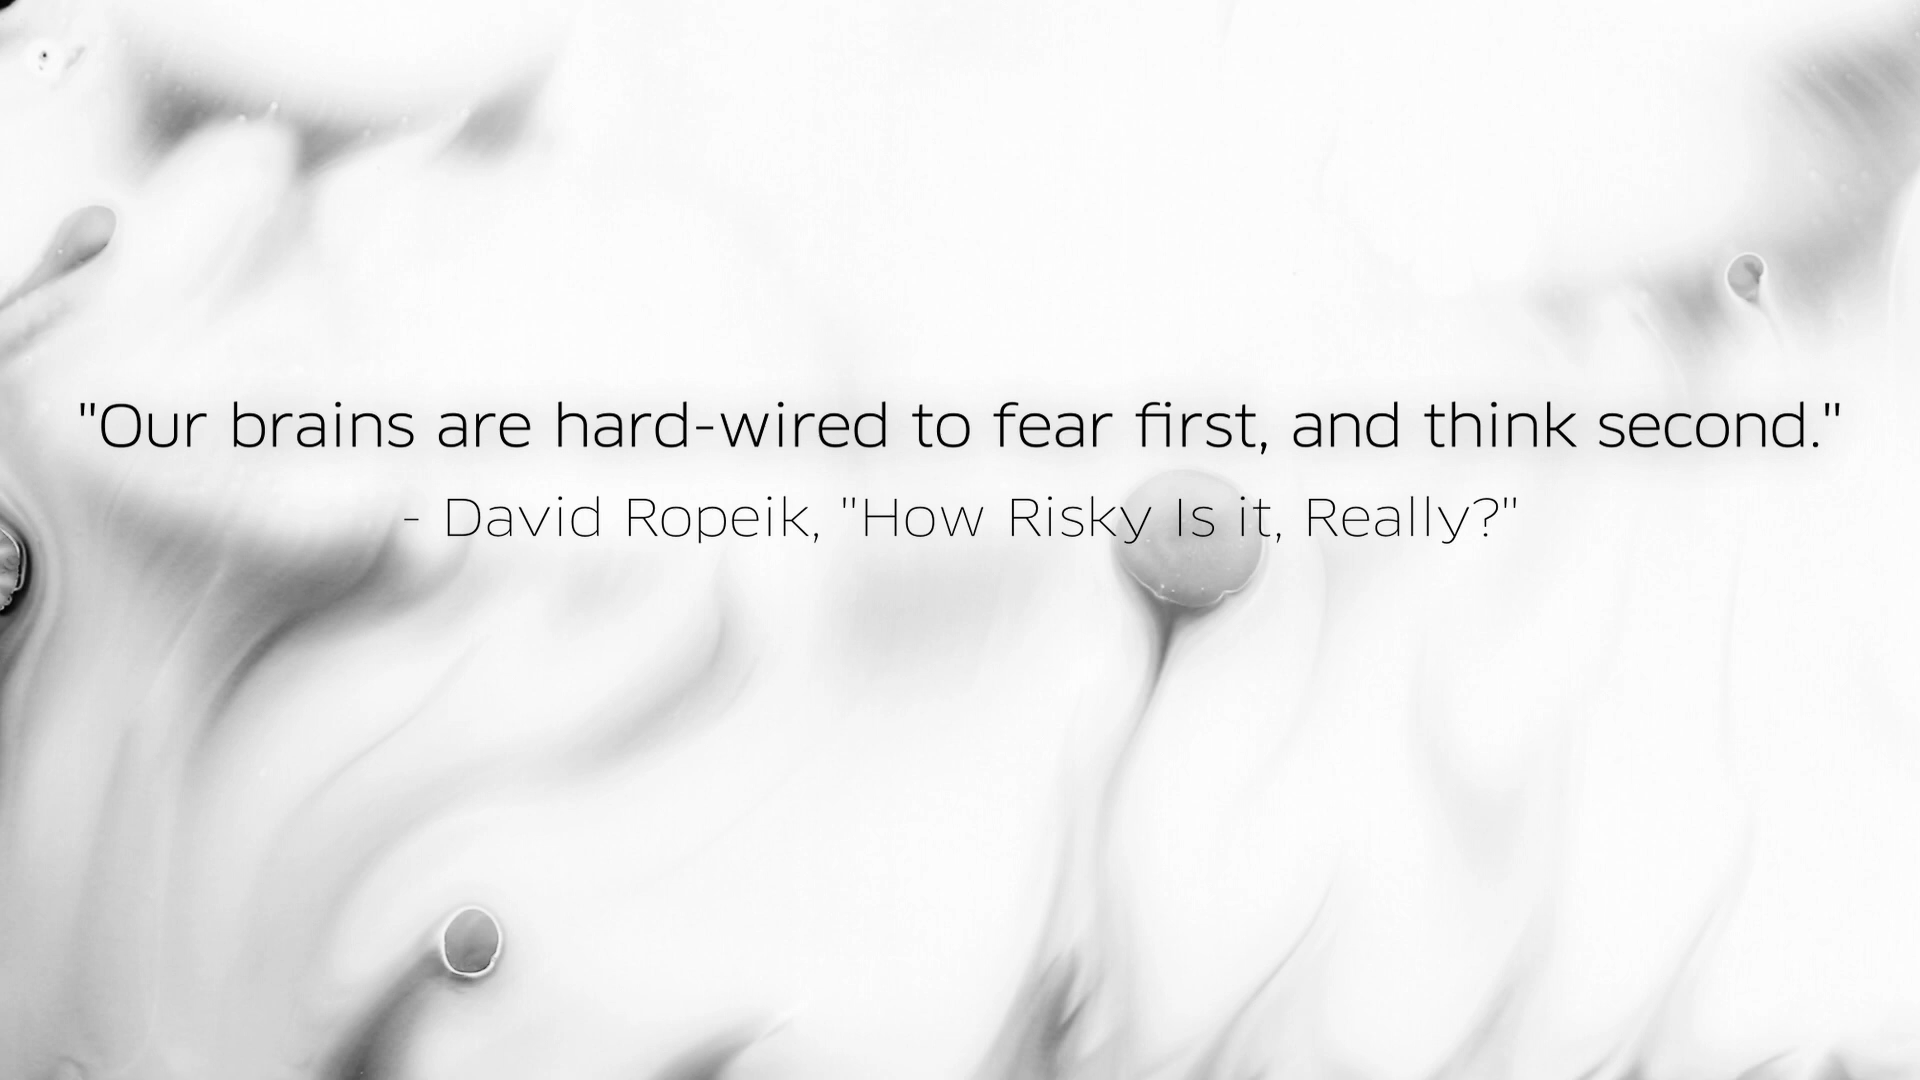 "Our brains are hard-wired to fear first, and think second."
- David Ropeik, "How Risky Is it, Really?"